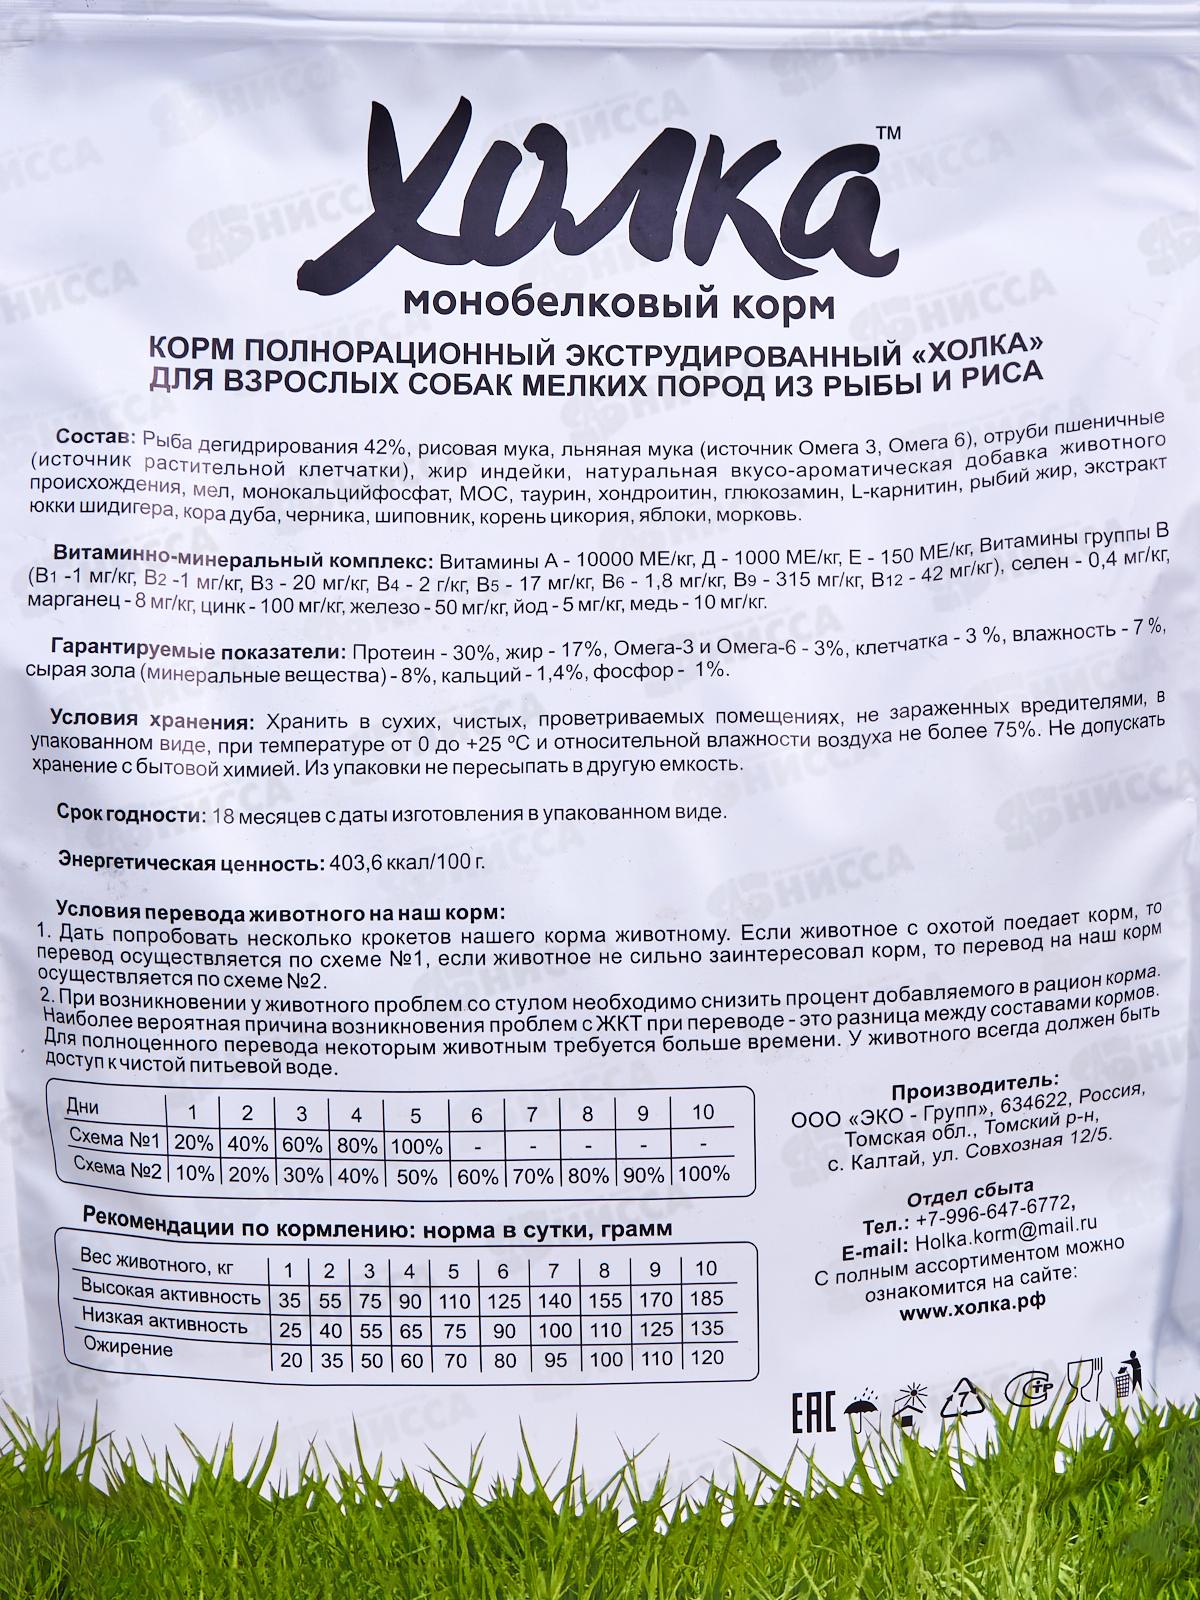 Холка™
монобелковый корм
КОРМ ПОЛНОРАЦИОННЫЙ ЭКСТРУДИРОВАННЫЙ «ХОЛКА»
ДЛЯ ВЗРОСЛЫХ СОБАК МЕЛКИХ ПОРОД ИЗ РЫБЫ И РИСА
Состав: Рыба дегидрирования 42%, рисовая мука, льняная мука (источник Омега 3, Омега 6), отруби пшеничные
(источник растительной клетчатки), жир индейки, натуральная вкусо-ароматическая добавка животного
происхождения, мел, монокальцийфосфат, МОС, таурин, хондроитин, глюкозамин, L-карнитин, рыбий жир, экстракт
юкки шидигера, кора дуба, черника, шиповник, корень цикория, яблоки, морковь.
Витаминно-минеральный комплекс: Витамины А - 10000 МЕ/кг, Д - 1000 МЕ/кг, Е - 150 МЕ/кг, Витамины группы В
(В1 -1 мг/кг, В2 -1 мг/кг, В3 - 20 мг/кг, В4 - 2 г/кг, В5 - 17 мг/кг, В6 - 1,8 мг/кг, В9 - 315 мг/кг, В12 - 42 мг/кг), селен - 0,4 мг/кг,
марганец - 8 мг/кг, цинк - 100 мг/кг, железо - 50 мг/кг, йод - 5 мг/кг, медь - 10 мг/кг.
Гарантируемые показатели: Протеин - 30%, жир - 17%, Омега-3 и Омега-6 - 3%, клетчатка - 3 %, влажность - 7 %,
сырая зола (минеральные вещества) - 8%, кальций - 1,4%, фосфор - 1%.
Условия хранения: Хранить в сухих, чистых, проветриваемых помещениях, не зараженных вредителями, в
упакованном виде, при температуре от 0 до +25 ºС и относительной влажности воздуха не более 75%. Не допускать
хранение с бытовой химией. Из упаковки не пересыпать в другую емкость.
Срок годности: 18 месяцев с даты изготовления в упакованном виде.
Энергетическая ценность: 403,6 ккал/100 г.
Условия перевода животного на наш корм:
1. Дать попробовать несколько крокетов нашего корма животному. Если животное с охотой поедает корм, то
перевод осуществляется по схеме №1, если животное не сильно заинтересовал корм, то перевод на наш корм
осуществляется по схеме №2.
2. При возникновении у животного проблем со стулом необходимо снизить процент добавляемого в рацион корма.
Наиболее вероятная причина возникновения проблем с ЖКТ при переводе - это разница между составами кормов.
Для полноценного перевода некоторым животным требуется больше времени. У животного всегда должен быть
доступ к чистой питьевой воде.
Дни 1 2 3 4 5 6 7 8 9 10
Схема №1 20% 40% 60% 80% 100% - - - - -
Схема №2 10% 20% 30% 40% 50% 60% 70% 80% 90% 100%
Рекомендации по кормлению: норма в сутки, грамм
Вес животного, кг 1 2 3 4 5 6 7 8 9 10
Высокая активность 35 55 75 90 110 125 140 155 170 185
Низкая активность 25 40 55 65 75 90 100 110 125 135
Ожирение 20 35 50 60 70 80 95 100 110 120
Производитель:
ООО «ЭКО - Групп», 634622, Россия,
Томская обл., Томский р-н,
с. Калтай, ул. Совхозная 12/5.
Отдел сбыта
Тел.: +7-996-647-6772,
E-mail: Holka.korm@mail.ru
С полным ассортиментом можно
ознакомится на сайте:
www.холка.рф
EAC 7 СТР
НИССА